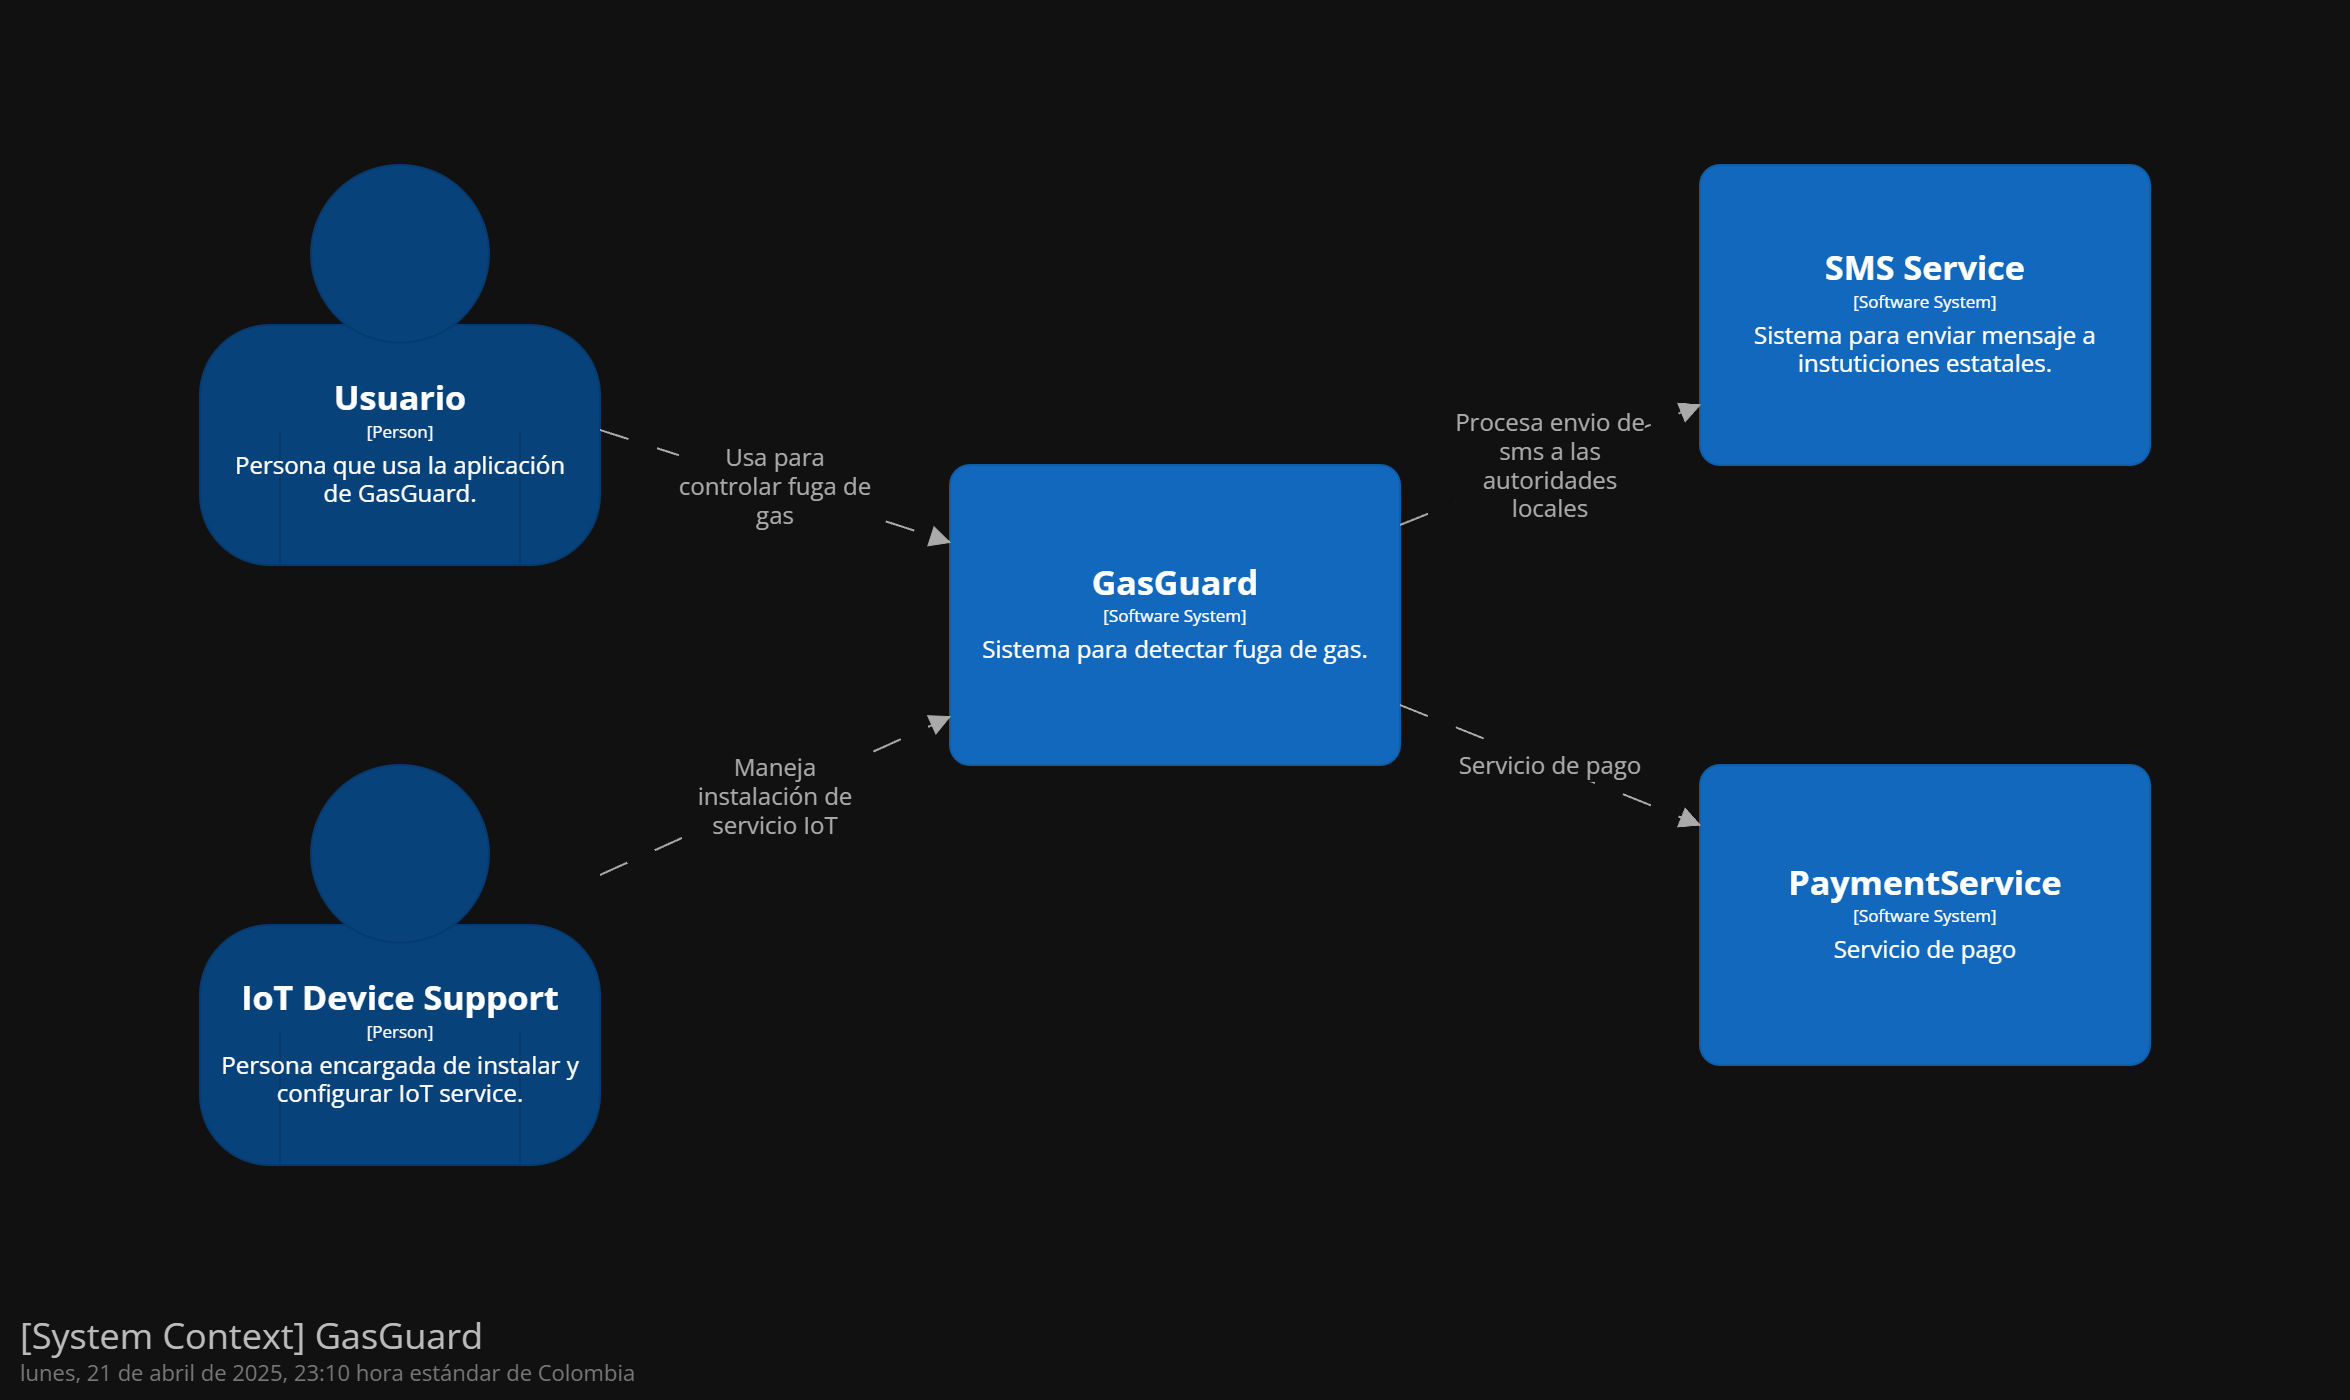 Usuario
[Person]
Persona que usa la aplicación
de GasGuard.
Usa para
controlar fuga de
gas
IoT Device Support
[Person]
Persona encargada de instalar y
configurar IoT service.
Maneja
instalación de
servicio IoT
GasGuard
[Software System]
Sistema para detectar fuga de gas.
Procesa envio de
sms a las
autoridades
locales
SMS Service
[Software System]
Sistema para enviar mensaje a
instuticiones estatales.
Servicio de pago
PaymentService
[Software System]
Servicio de pago
[System Context] GasGuard
lunes, 21 de abril de 2025, 23:10 hora estándar de Colombia